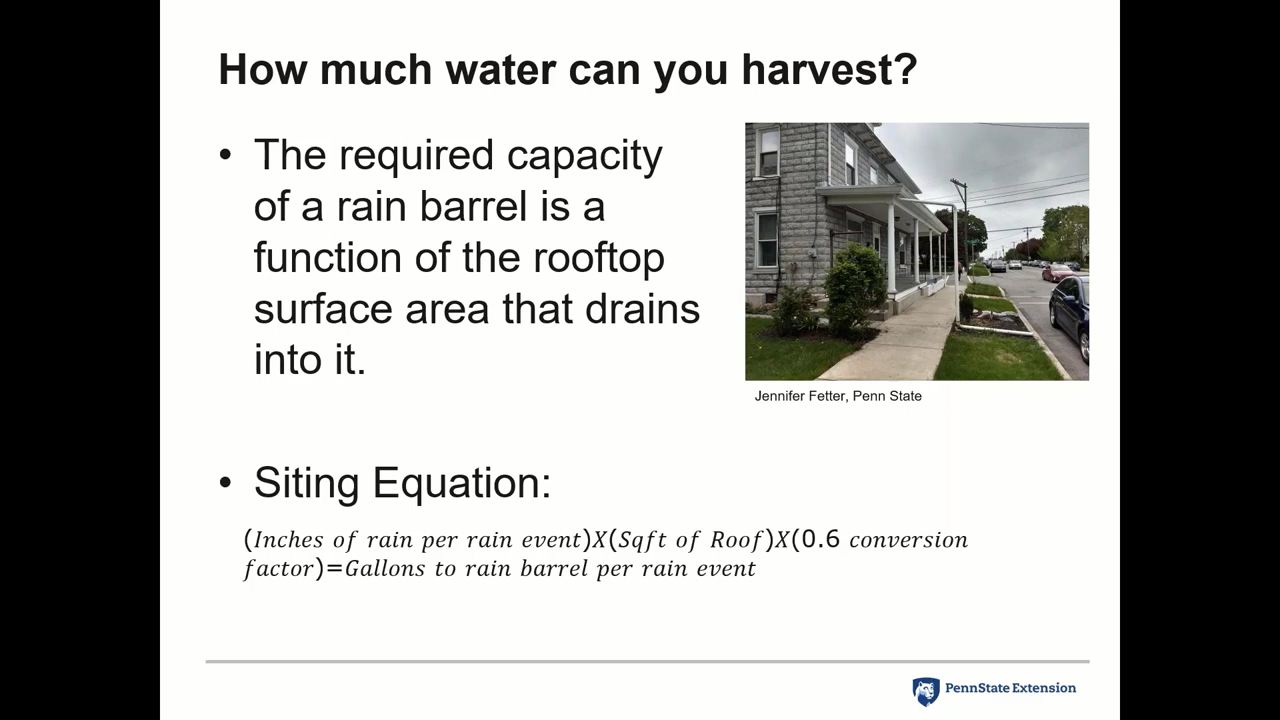 How much water can you harvest?
• The required capacity
of a rain barrel is a
function of the rooftop
surface area that drains
into it.
Jennifer Fetter, Penn State
• Siting Equation:
(Inches of rain per rain event)X(Sqft of Roof)X(0.6 conversion
factor)=Gallons to rain barrel per rain event
PennState Extension